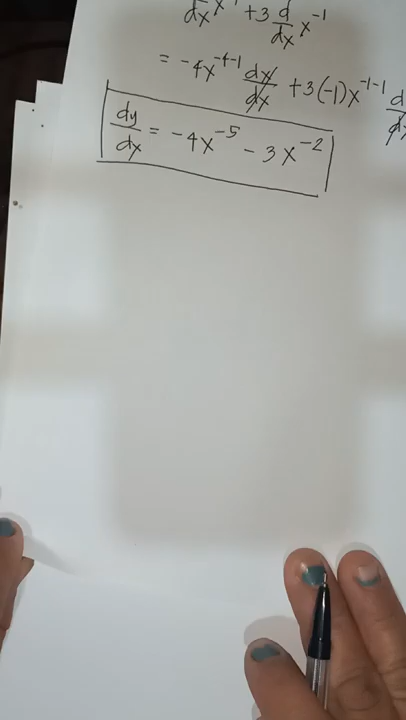 d/dx x⁻ + 3 d/dx x⁻¹
= -4x⁻⁴⁻¹ dx/dx + 3(-1)x⁻¹⁻¹ d/dx
dy/dx = -4x⁻⁵ - 3x⁻²